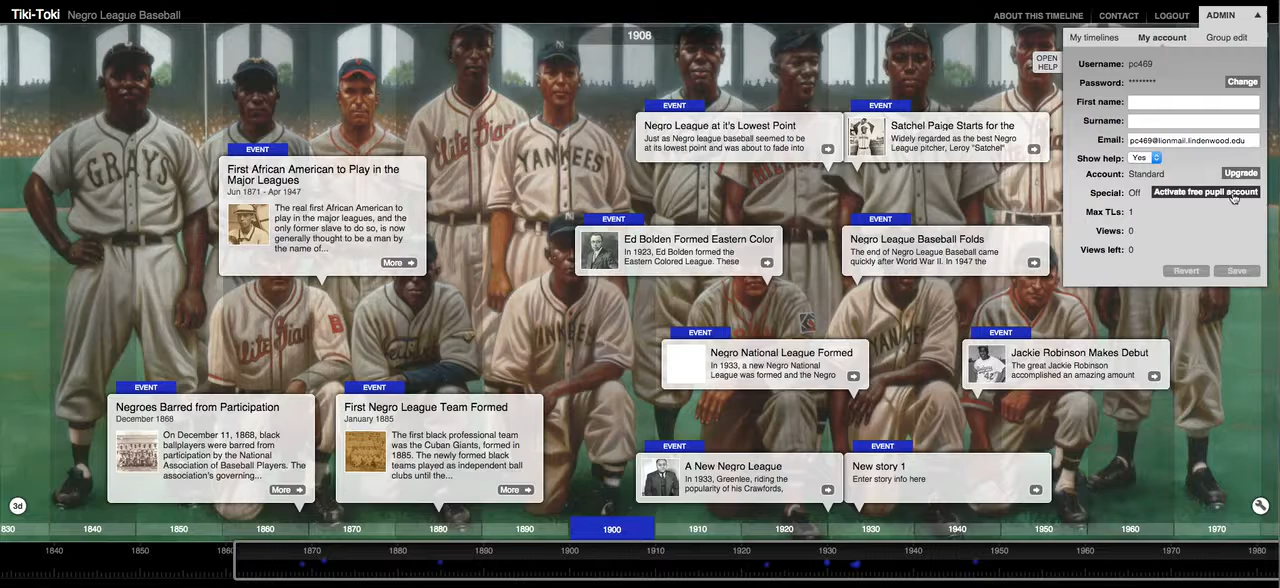 Tiki-Toki Negro League Baseball
ABOUT THIS TIMELINE CONTACT LOGOUT ADMIN
1908
My timelines My account Group edit
OPEN
HELP
Username: pc469
Password: ********
Change
First name:
Surname:
Email: pc469@lionmail.lindenwood.edu
Show help: Yes
Account: Standard
Upgrade
Special: Off
Activate free pupil account
Max TLs: 1
Views: 0
Views left: 0
Revert Save
EVENT
Negro League at it's Lowest Point
Just as Negro league baseball seemed to be
at its lowest point and was about to fade into
EVENT
Satchel Paige Starts for the
Widely regarded as the best Negro
League pitcher, Leroy "Satchel"
EVENT
First African American to Play in the
Major Leagues
Jun 1871 - Apr 1947
The real first African American to
play in the major leagues, and the
only former slave to do so, is now
generally thought to be a man by
the name of...
More
EVENT
Ed Bolden Formed Eastern Color
In 1923, Ed Bolden formed the
Eastern Colored League. These
EVENT
Negro League Baseball Folds
The end of Negro League Baseball came
quickly after World War II. In 1947 the
EVENT
Negro National League Formed
In 1933, a new Negro National
League was formed and the Negro
EVENT
Jackie Robinson Makes Debut
The great Jackie Robinson
accomplished an amazing amount
EVENT
Negroes Barred from Participation
December 1868
On December 11, 1868, black
ballplayers were barred from
participation by the National
Association of Baseball Players. The
association's governing...
More
EVENT
First Negro League Team Formed
January 1885
The first black professional team
was the Cuban Giants, formed in
1885. The newly formed black
teams played as independent ball
clubs until the...
More
EVENT
A New Negro League
In 1933, Greenlee, riding the
popularity of his Crawfords,
EVENT
New story 1
Enter story info here
GRAYS
Elite Giants
YANKEES
Elite Giants
B
YANKEES
YANKEES
3d
830 1840 1850 1860 1870 1880 1890 1900 1910 1920 1930 1940 1950 1960 1970
1840 1850 1860 1870 1880 1890 1900 1910 1920 1930 1940 1950 1960 1970 1980